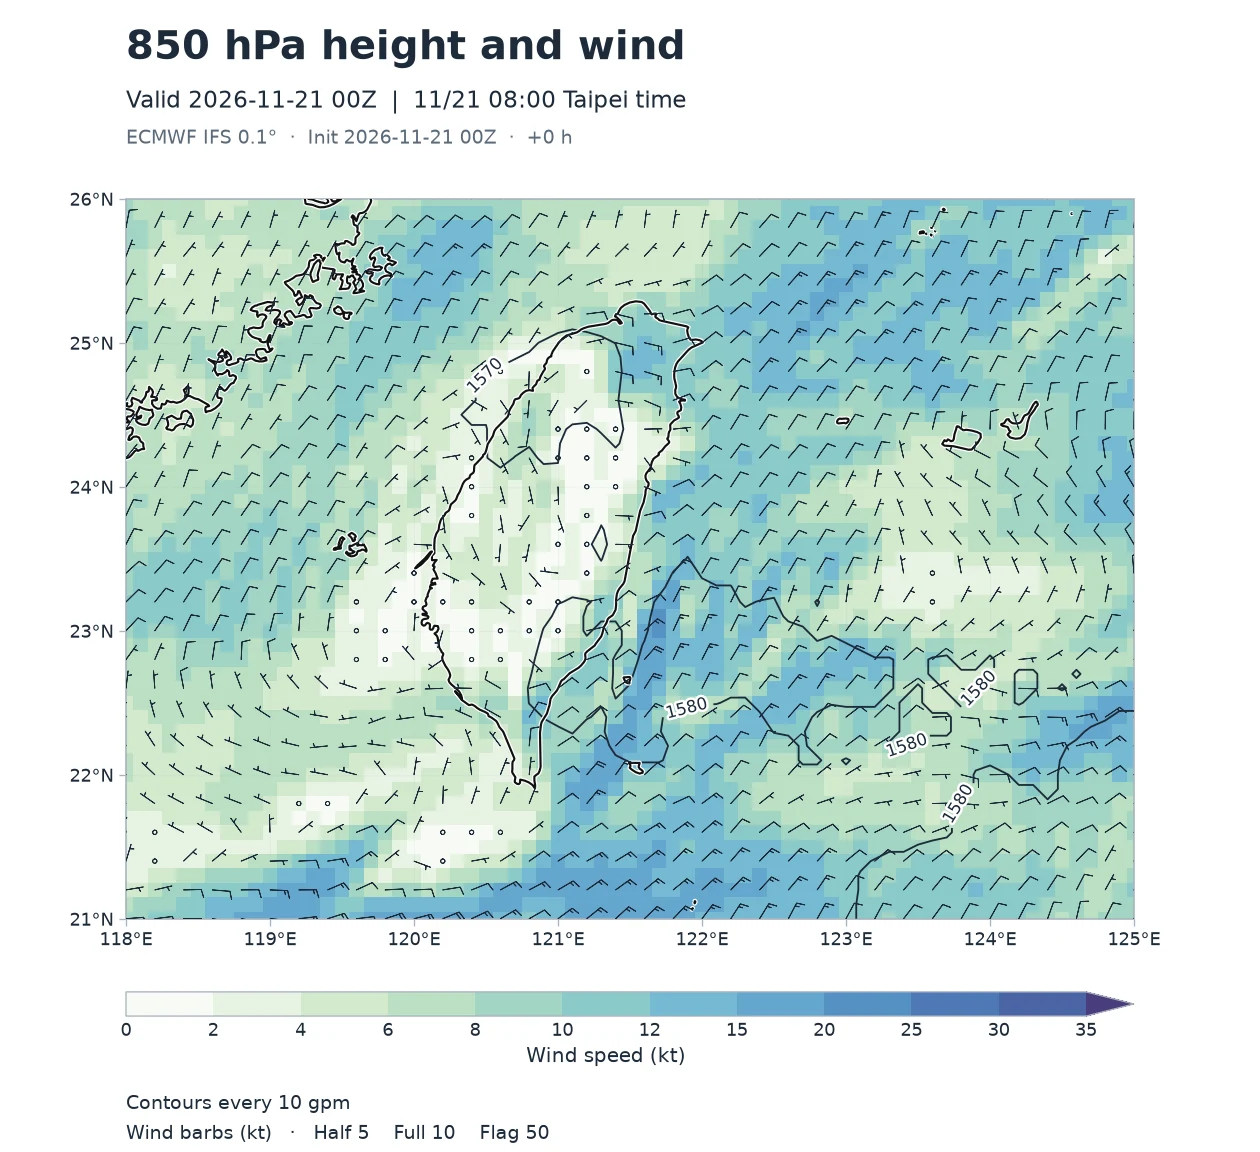 850 hPa height and wind
Valid 2026-11-21 00Z | 11/21 08:00 Taipei time
ECMWF IFS 0.1° · Init 2026-11-21 00Z · +0 h
26°N
25°N
24°N
23°N
22°N
21°N
1570
1580
1580
1580
1580
118°E 119°E 120°E 121°E 122°E 123°E 124°E 125°E
0 2 4 6 8 10 12 15 20 25 30 35
Wind speed (kt)
Contours every 10 gpm
Wind barbs (kt) · Half 5 Full 10 Flag 50